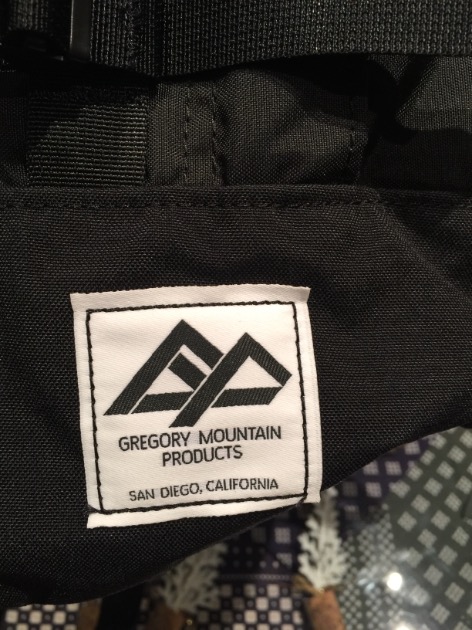 GREGORY MOUNTAIN
PRODUCTS
SAN DIEGO, CALIFORNIA